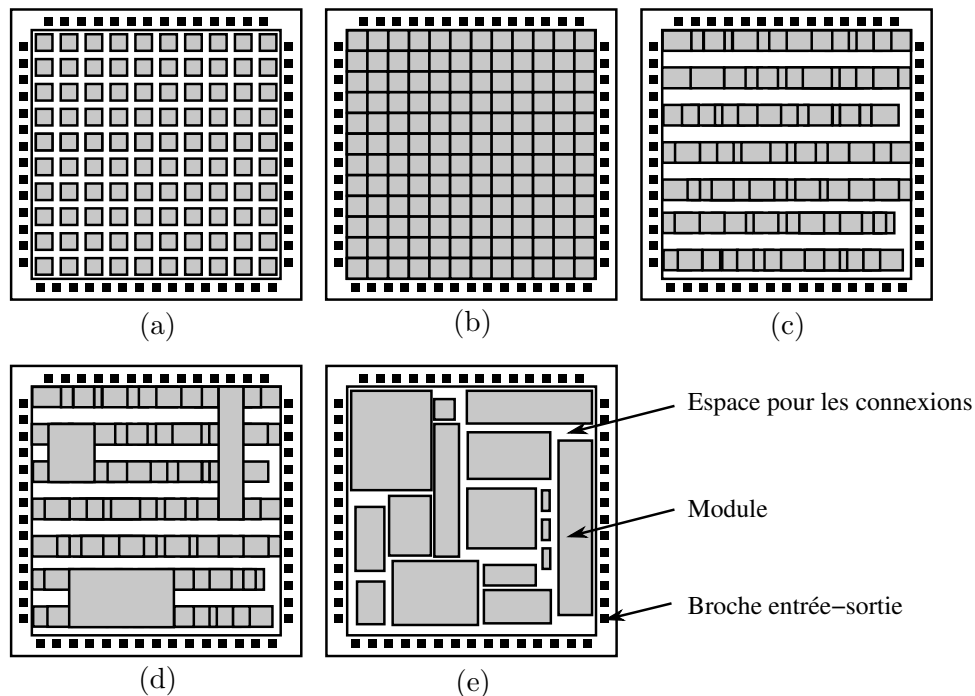 (a)
(b)
(c)
Espace pour les connexions
Module
Broche entrée−sortie
(d)
(e)